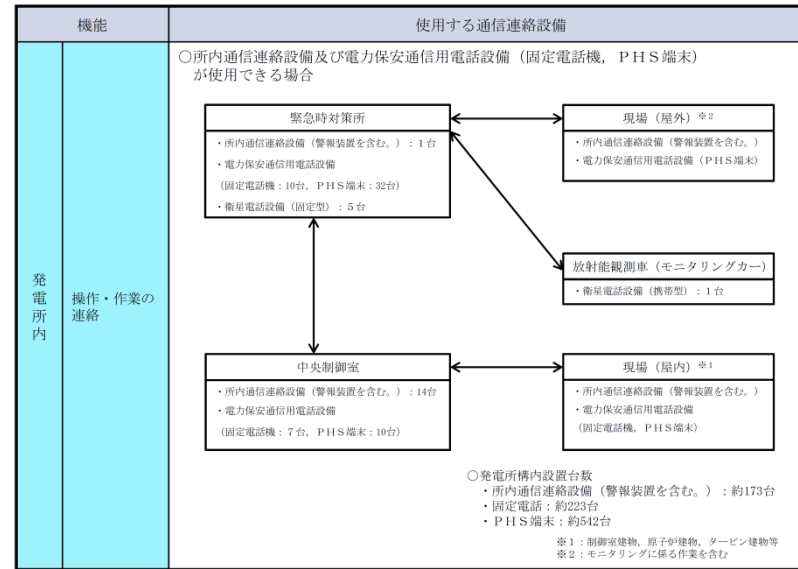 機能
使用する通信連絡設備
発電所内
操作・作業の
連絡
○所内通信連絡設備及び電力保安通信用電話設備(固定電話機,PHS端末)
が使用できる場合
緊急時対策所
・所内通信連絡設備(警報装置を含む。):1台
・電力保安通信用電話設備
(固定電話機:10台,PHS端末:32台)
・衛星電話設備(固定型):5台
現場(屋外)※2
・所内通信連絡設備(警報装置を含む。)
・電力保安通信用電話設備(PHS端末)
放射能観測車(モニタリングカー)
・衛星電話設備(携帯型):1台
中央制御室
・所内通信連絡設備(警報装置を含む。):14台
・電力保安通信用電話設備
(固定電話機:7台,PHS端末:10台)
現場(屋内)※1
・所内通信連絡設備(警報装置を含む。)
・電力保安通信用電話設備
(固定電話機,PHS端末)
○発電所構内設置台数
・所内通信連絡設備(警報装置を含む。):約173台
・固定電話:約223台
・PHS端末:約542台
※1:制御室建物,原子炉建物,タービン建物等
※2:モニタリングに係る作業を含む